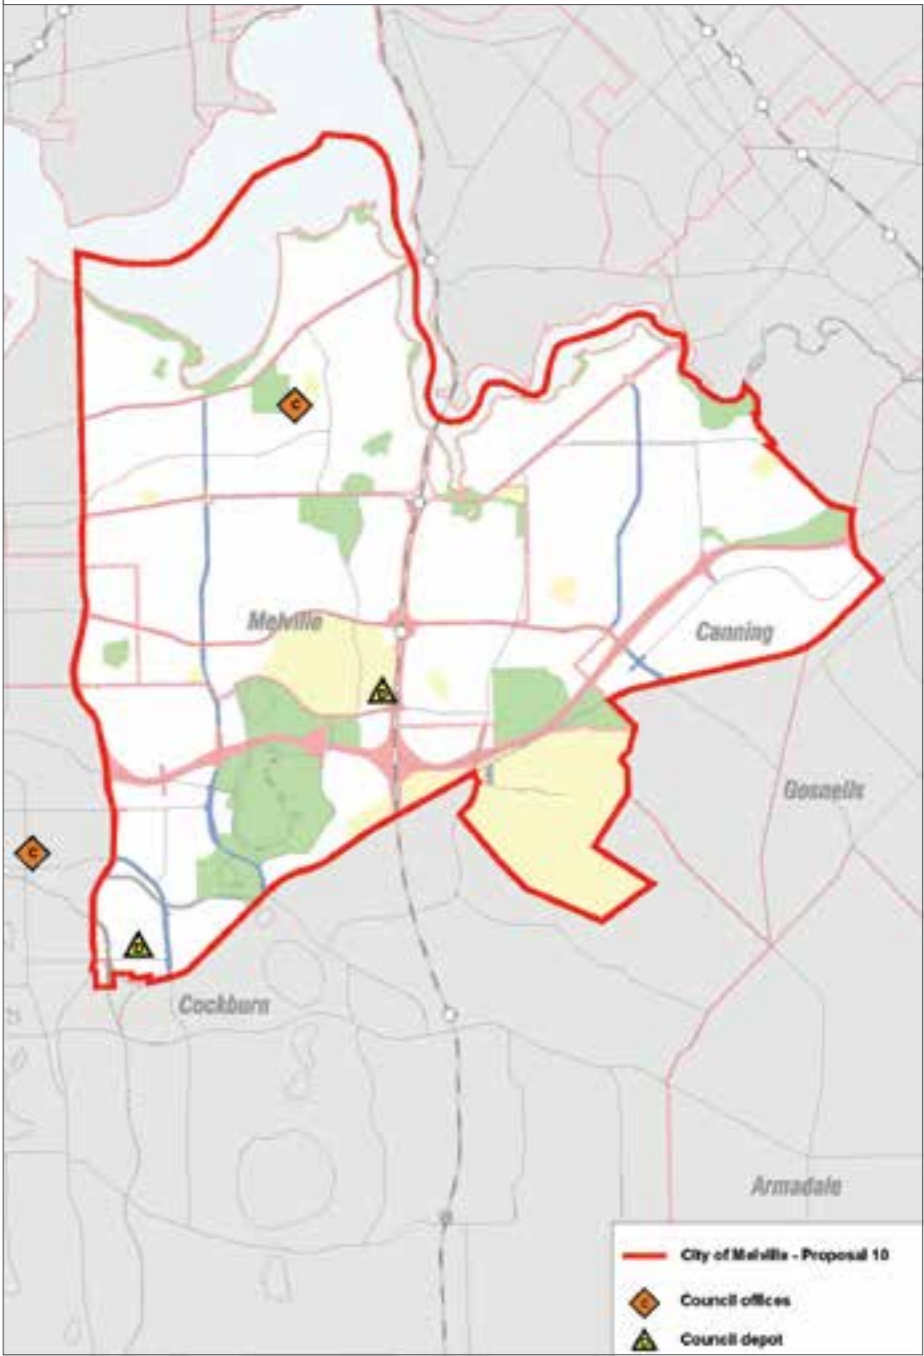 Melville
Canning
Gosnells
Cockburn
Armadale
City of Melville - Proposal 10
C Council offices
Council depot
C
C